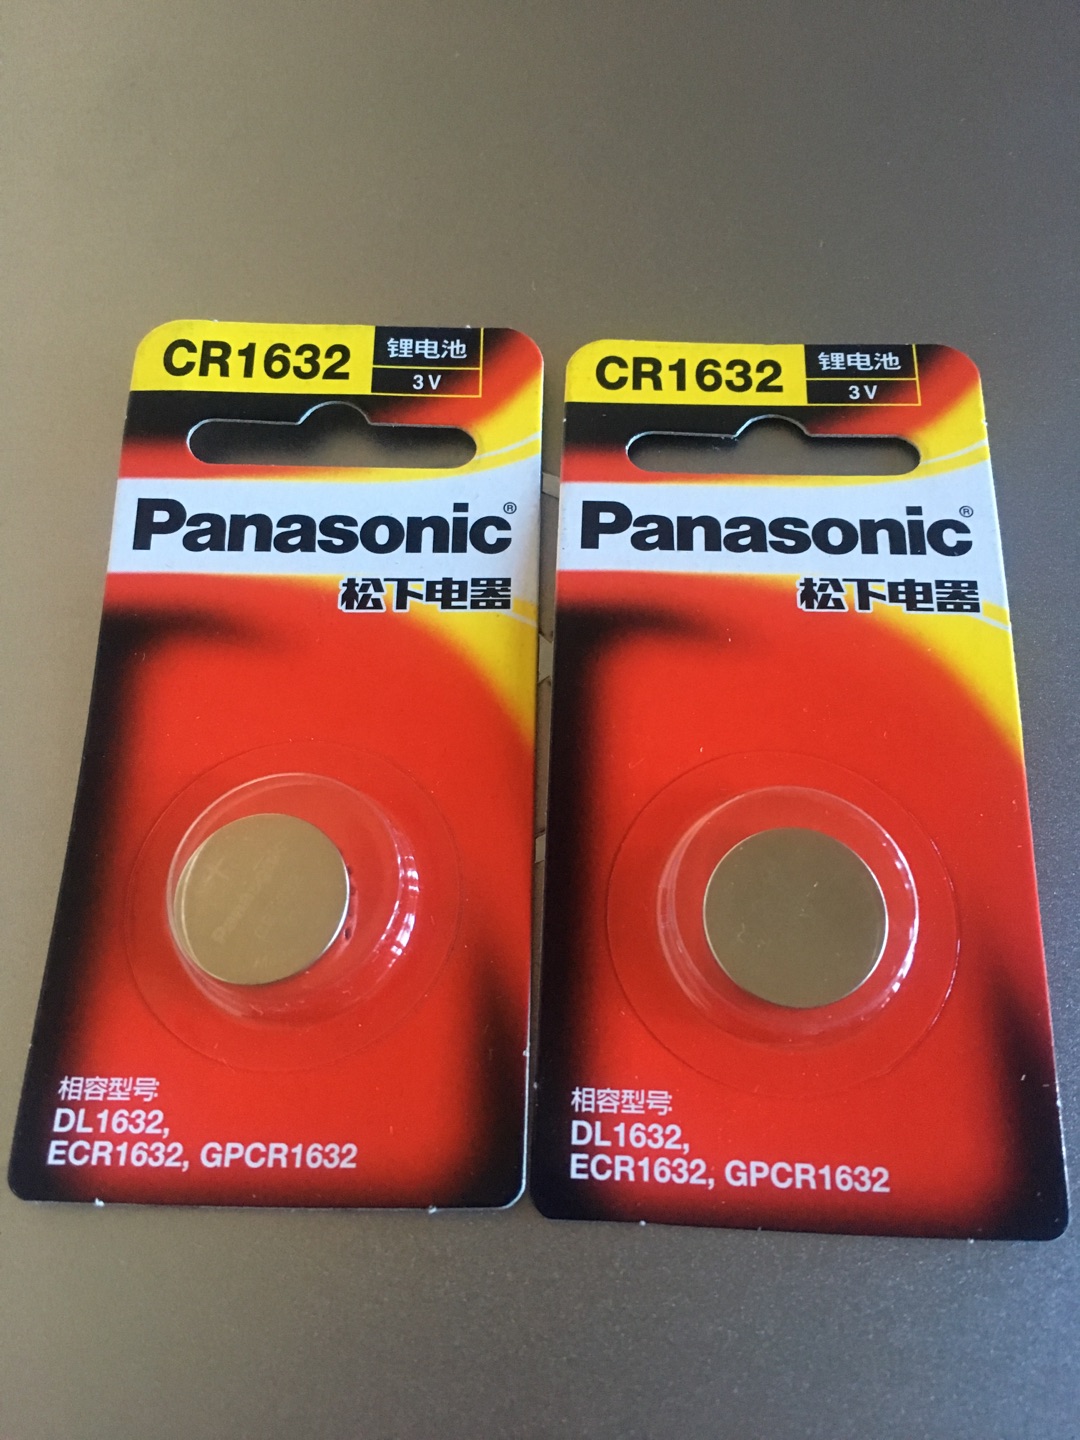 CR1632
锂电池
3V
Panasonic®
松下电器
相容型号:
DL1632,
ECR1632, GPCR1632
CR1632
锂电池
3V
Panasonic®
松下电器
相容型号:
DL1632,
ECR1632, GPCR1632